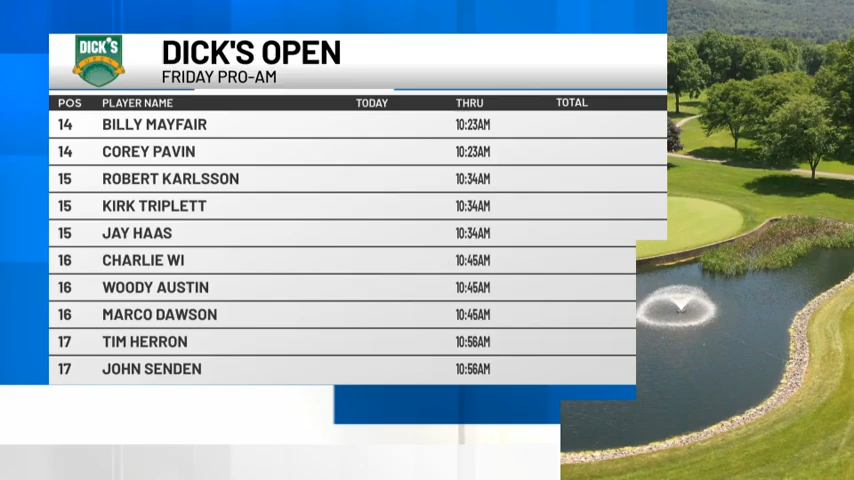 DICK'S
OPEN
DICK'S OPEN
FRIDAY PRO-AM
POS PLAYER NAME TODAY THRU TOTAL
14 BILLY MAYFAIR 10:23AM
14 COREY PAVIN 10:23AM
15 ROBERT KARLSSON 10:34AM
15 KIRK TRIPLETT 10:34AM
15 JAY HAAS 10:34AM
16 CHARLIE WI 10:45AM
16 WOODY AUSTIN 10:45AM
16 MARCO DAWSON 10:45AM
17 TIM HERRON 10:56AM
17 JOHN SENDEN 10:56AM